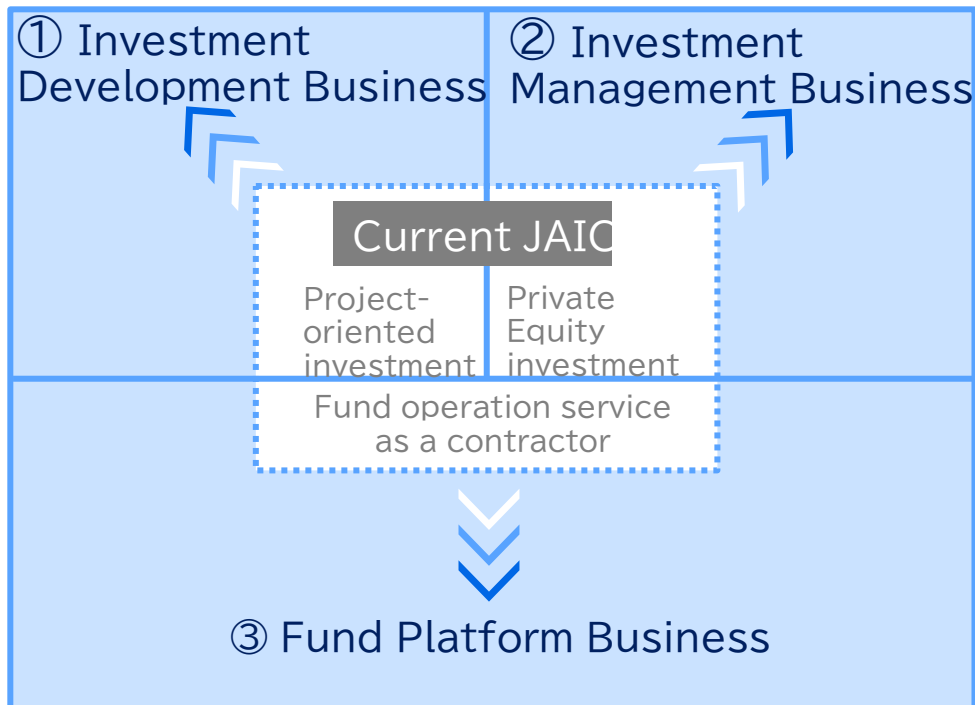 ① Investment
Development Business
② Investment
Management Business
Current JAIC
Project-
oriented
investment
Private
Equity
investment
Fund operation service
as a contractor
③ Fund Platform Business